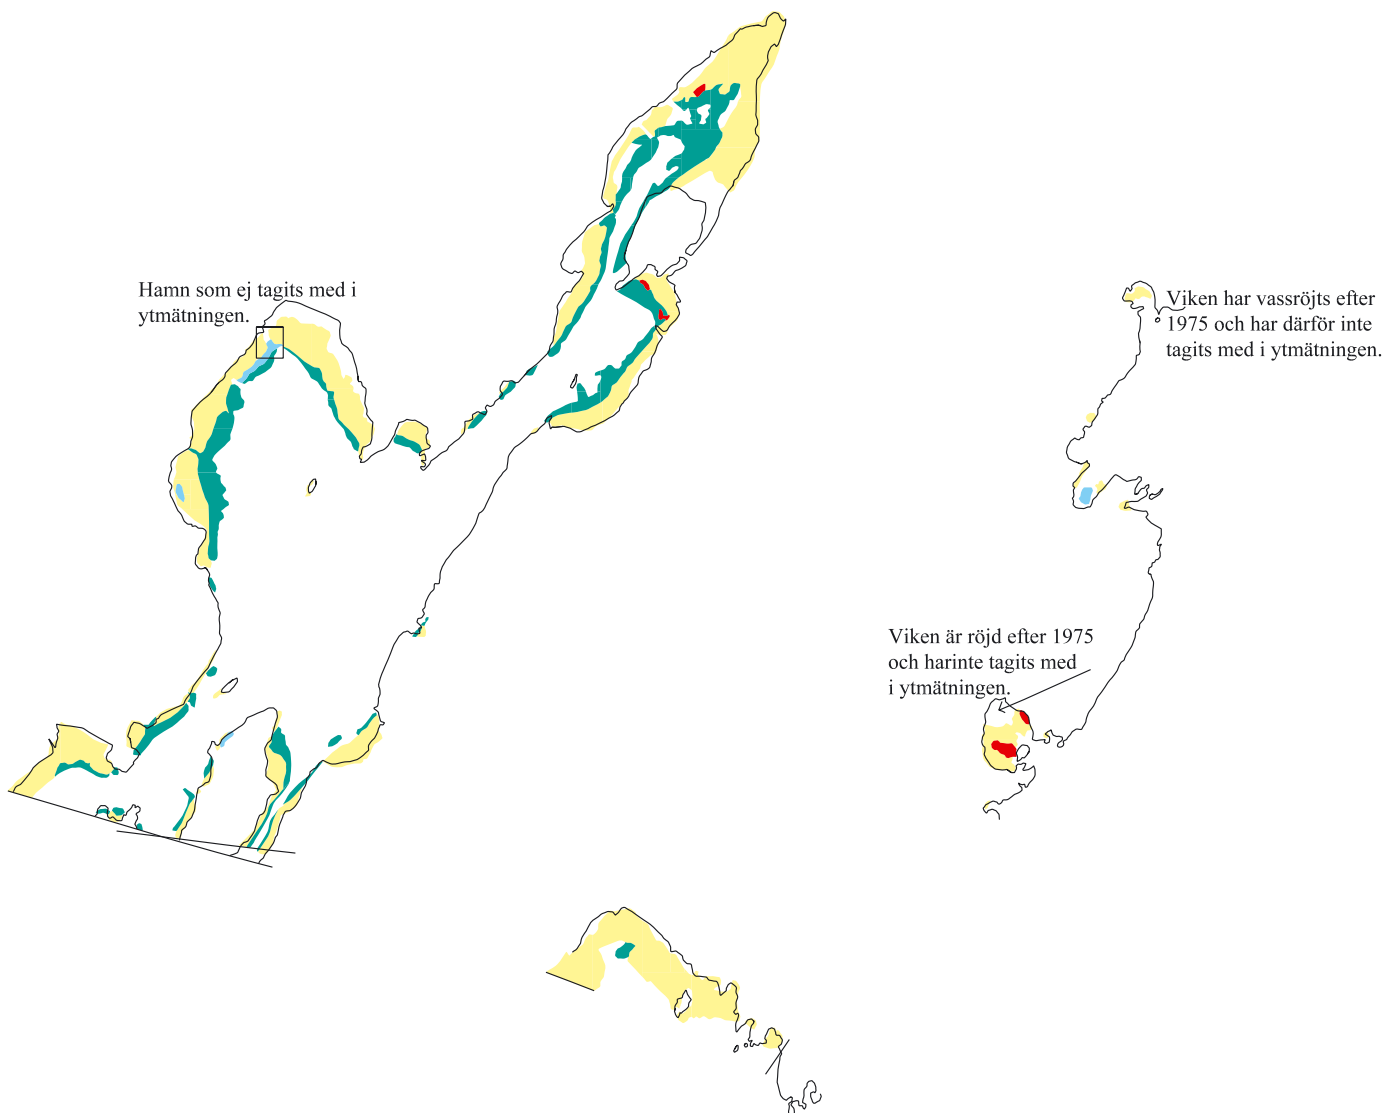 Hamn som ej tagits med i
ytmätningen.
Viken har vassröjts efter
1975 och har därför inte
tagits med i ytmätningen.
Viken är röjd efter 1975
och harinte tagits med
i ytmätningen.